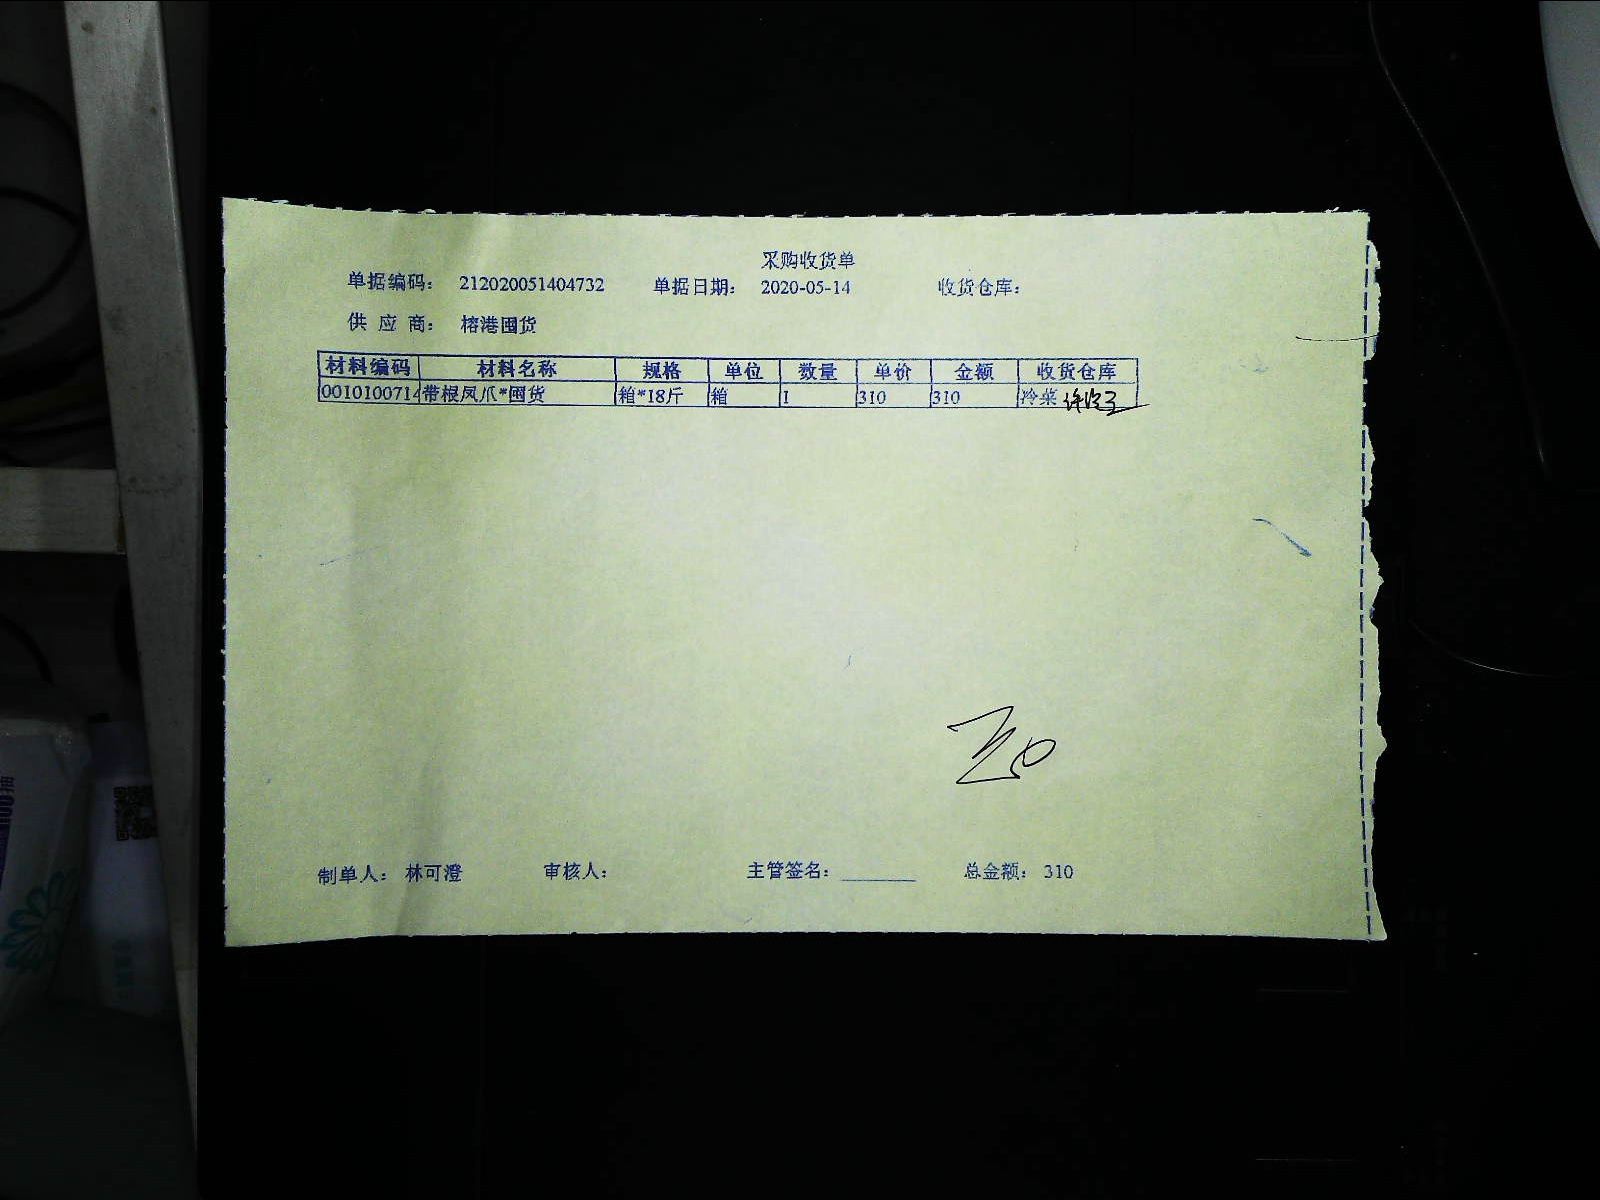 采购收货单
单据编码: 212020051404732 单据日期: 2020-05-14 收货仓库:
供 应 商: 榕港囤货
材料编码 材料名称 规格 单位 数量 单价 金额 收货仓库
0010100714 带根凤爪*囤货 箱*18斤 箱 1 310 310 冷菜
制单人: 林可澄 审核人: 主管签名: ______ 总金额: 310